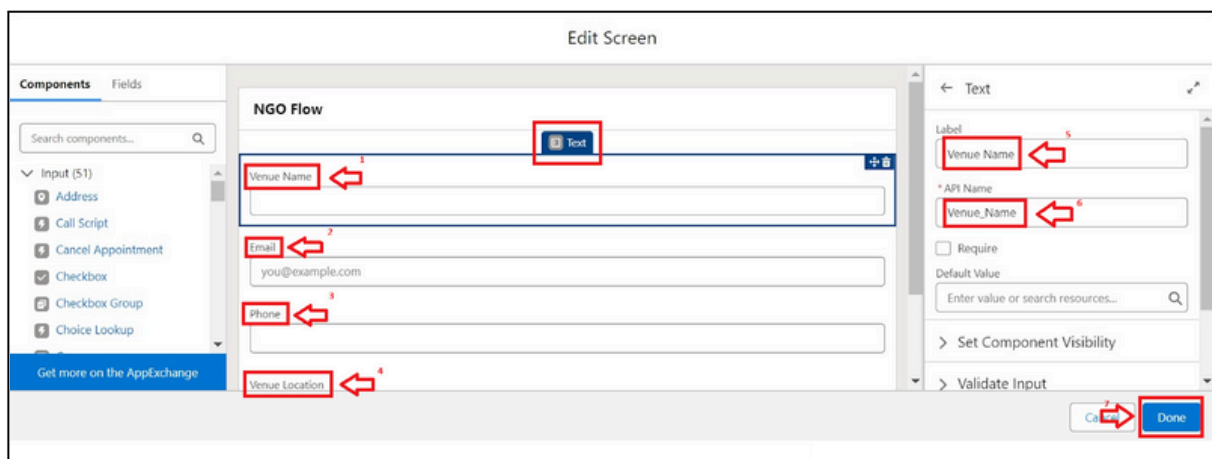 Edit Screen
Components Fields
Search components...
Input (51)
Address
Call Script
Cancel Appointment
Checkbox
Checkbox Group
Choice Lookup
Get more on the AppExchange
NGO Flow
Text
Venue Name
1
Email
2
you@example.com
Phone
3
Venue Location
4
Text
Label
Venue Name
5
* API Name
Venue_Name
6
Require
Default Value
Enter value or search resources...
Set Component Visibility
Validate Input
Cancel
7
Done